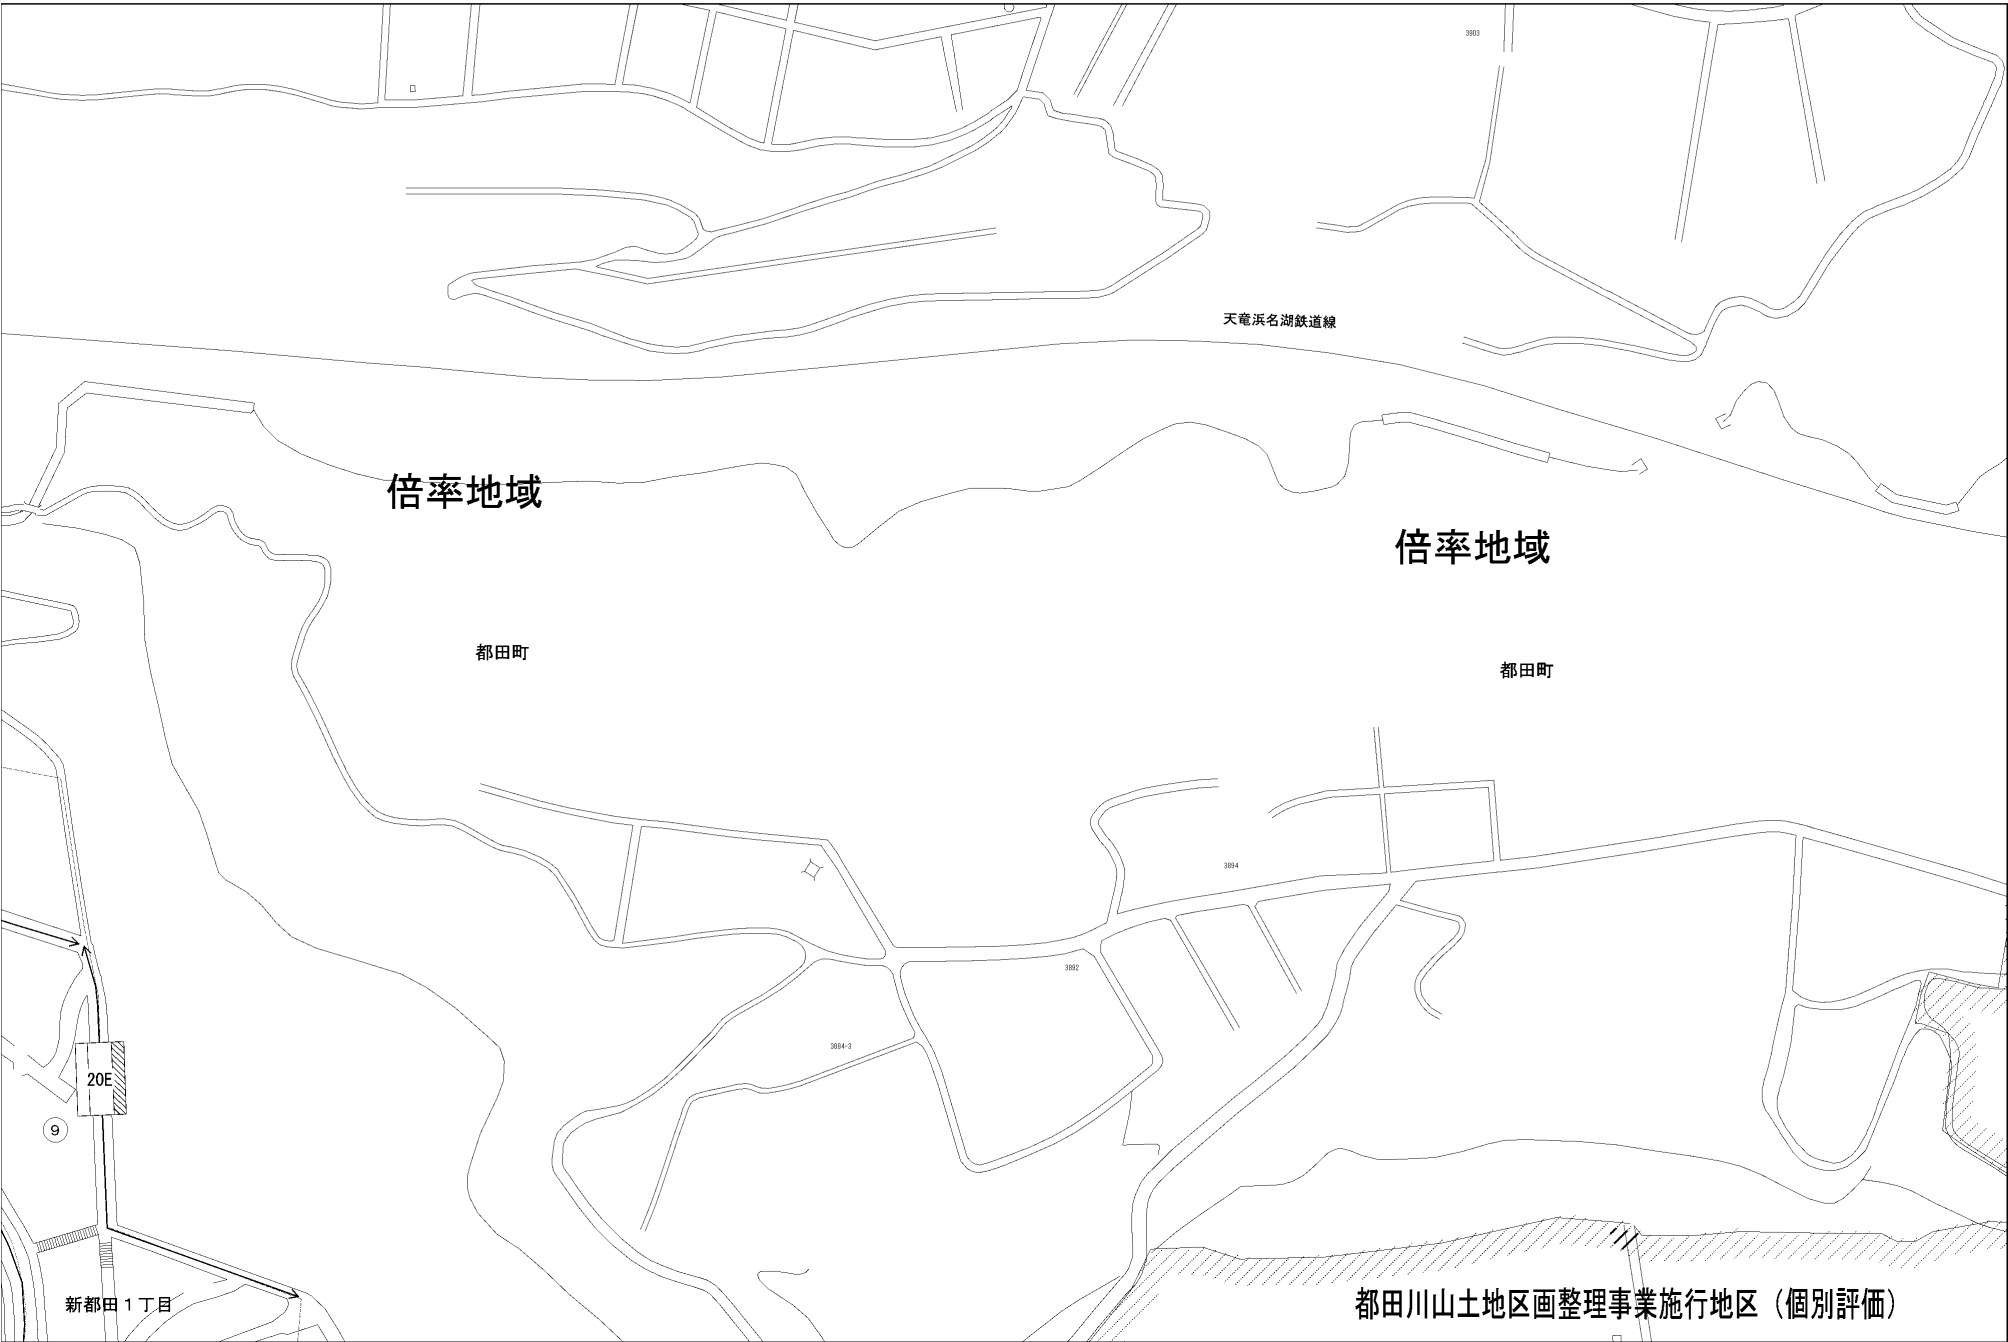 3903
天竜浜名湖鉄道線
倍率地域
倍率地域
都田町
都田町
3894
3892
3884-3
20E
9
新都田1丁目
都田川山土地区画整理事業施行地区(個別評価)